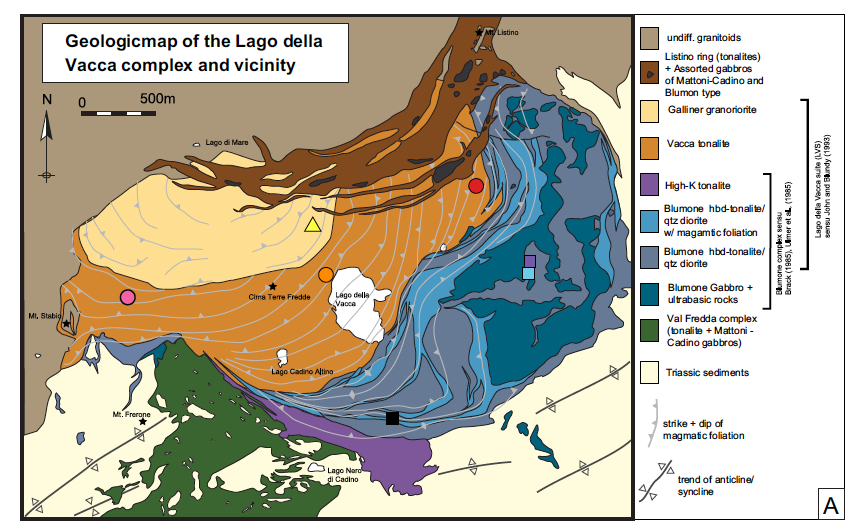 Geologicmap of the Lago della
Vacca complex and vicinity
0 500m
N
Mt. Listino
Lago di Mare
Cima Terre Fredde
Lago della
Vacca
Mt. Stabio
Lago Cadino Altino
Mt. Frerone
Lago Nero
di Cadino
undiff. granitoids
Listino ring (tonalites)
+ Assorted gabbros
of Mattoni-Cadino and
Blumon type
Galliner granoriorite
Vacca tonalite
High-K tonalite
Blumone hbd-tonalite/
qtz diorite
w/ magamtic foliation
Blumone hbd-tonalite/
qtz diorite
Blumone Gabbro +
ultrabasic rocks
Val Fredda complex
(tonalite + Mattoni -
Cadino gabbros)
Triassic sediments
strike + dip of
magmatic foliation
trend of anticline/
syncline
Blumone complex sensu
Brack (1985), Ulmer et al., (1985)
Lago della Vacca suite (LVS)
sensu John and Blundy (1993)
A